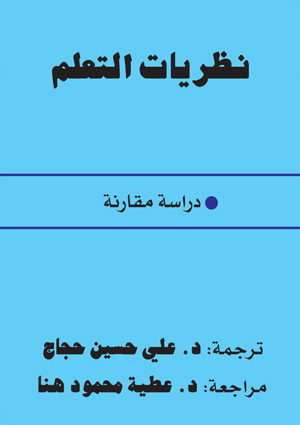 نظريات التعلم
دراسة مقارنة
ترجمة: د. علي حسين حجاج
مراجعة: د. عطية محمود هنا